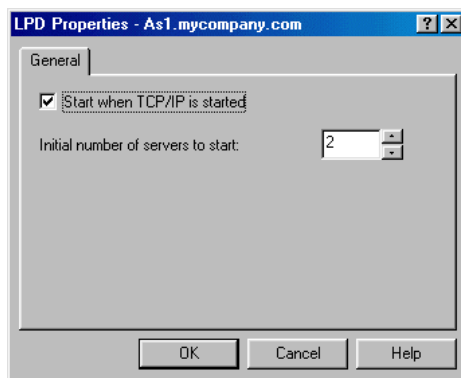 LPD Properties - As1.mycompany.com
General
Start when TCP/IP is started
Initial number of servers to start: 2
OK Cancel Help